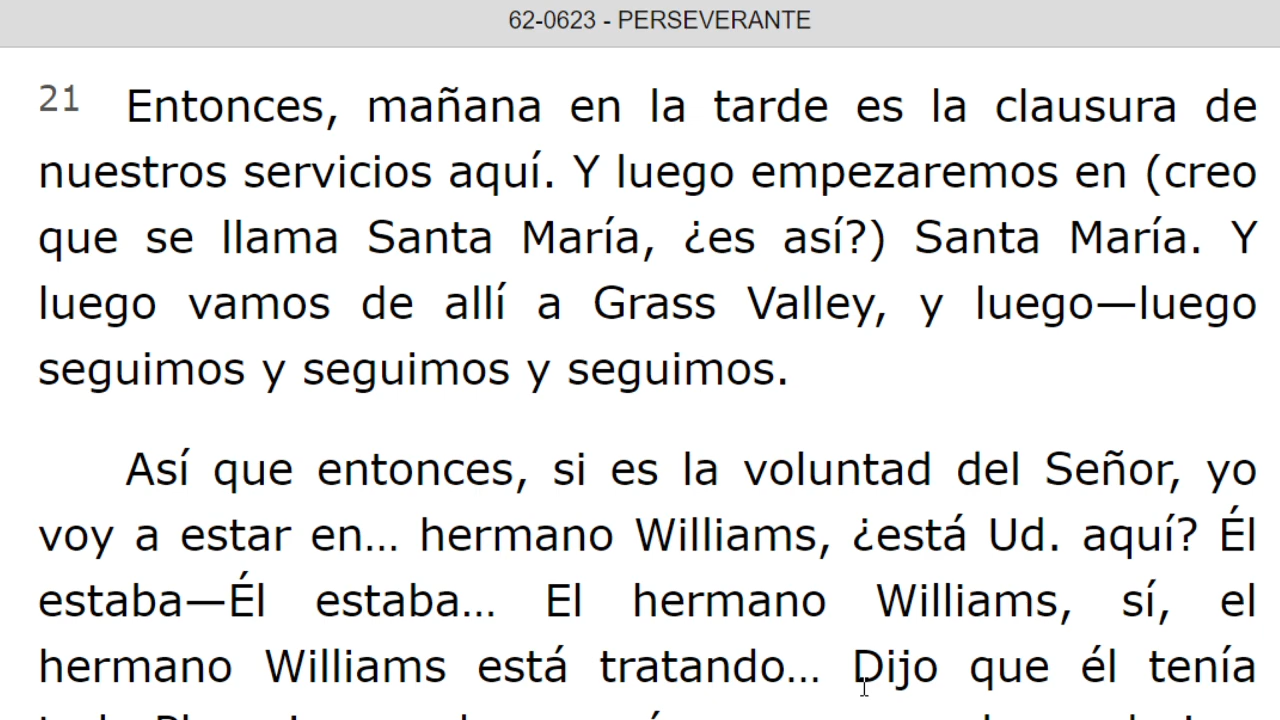 62-0623 - PERSEVERANTE
21 Entonces, mañana en la tarde es la clausura de
nuestros servicios aquí. Y luego empezaremos en (creo
que se llama Santa María, ¿es así?) Santa María. Y
luego vamos de allí a Grass Valley, y luego—luego
seguimos y seguimos y seguimos.
Así que entonces, si es la voluntad del Señor, yo
voy a estar en… hermano Williams, ¿está Ud. aquí? Él
estaba—Él estaba… El hermano Williams, sí, el
hermano Williams está tratando… Dijo que él tenía